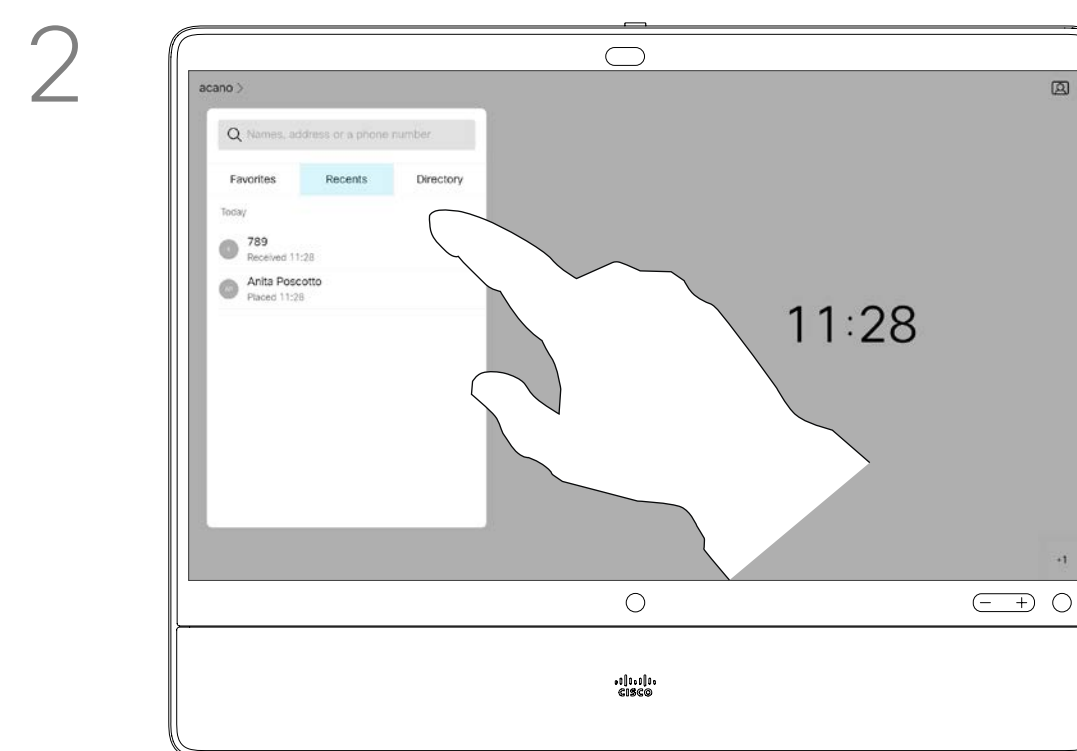 2
acano >
Names, address or a phone number
Favorites Recents Directory
Today
789
Received 11:28
Anita Poscotto
Placed 11:28
11:28
+1
− +
CISCO